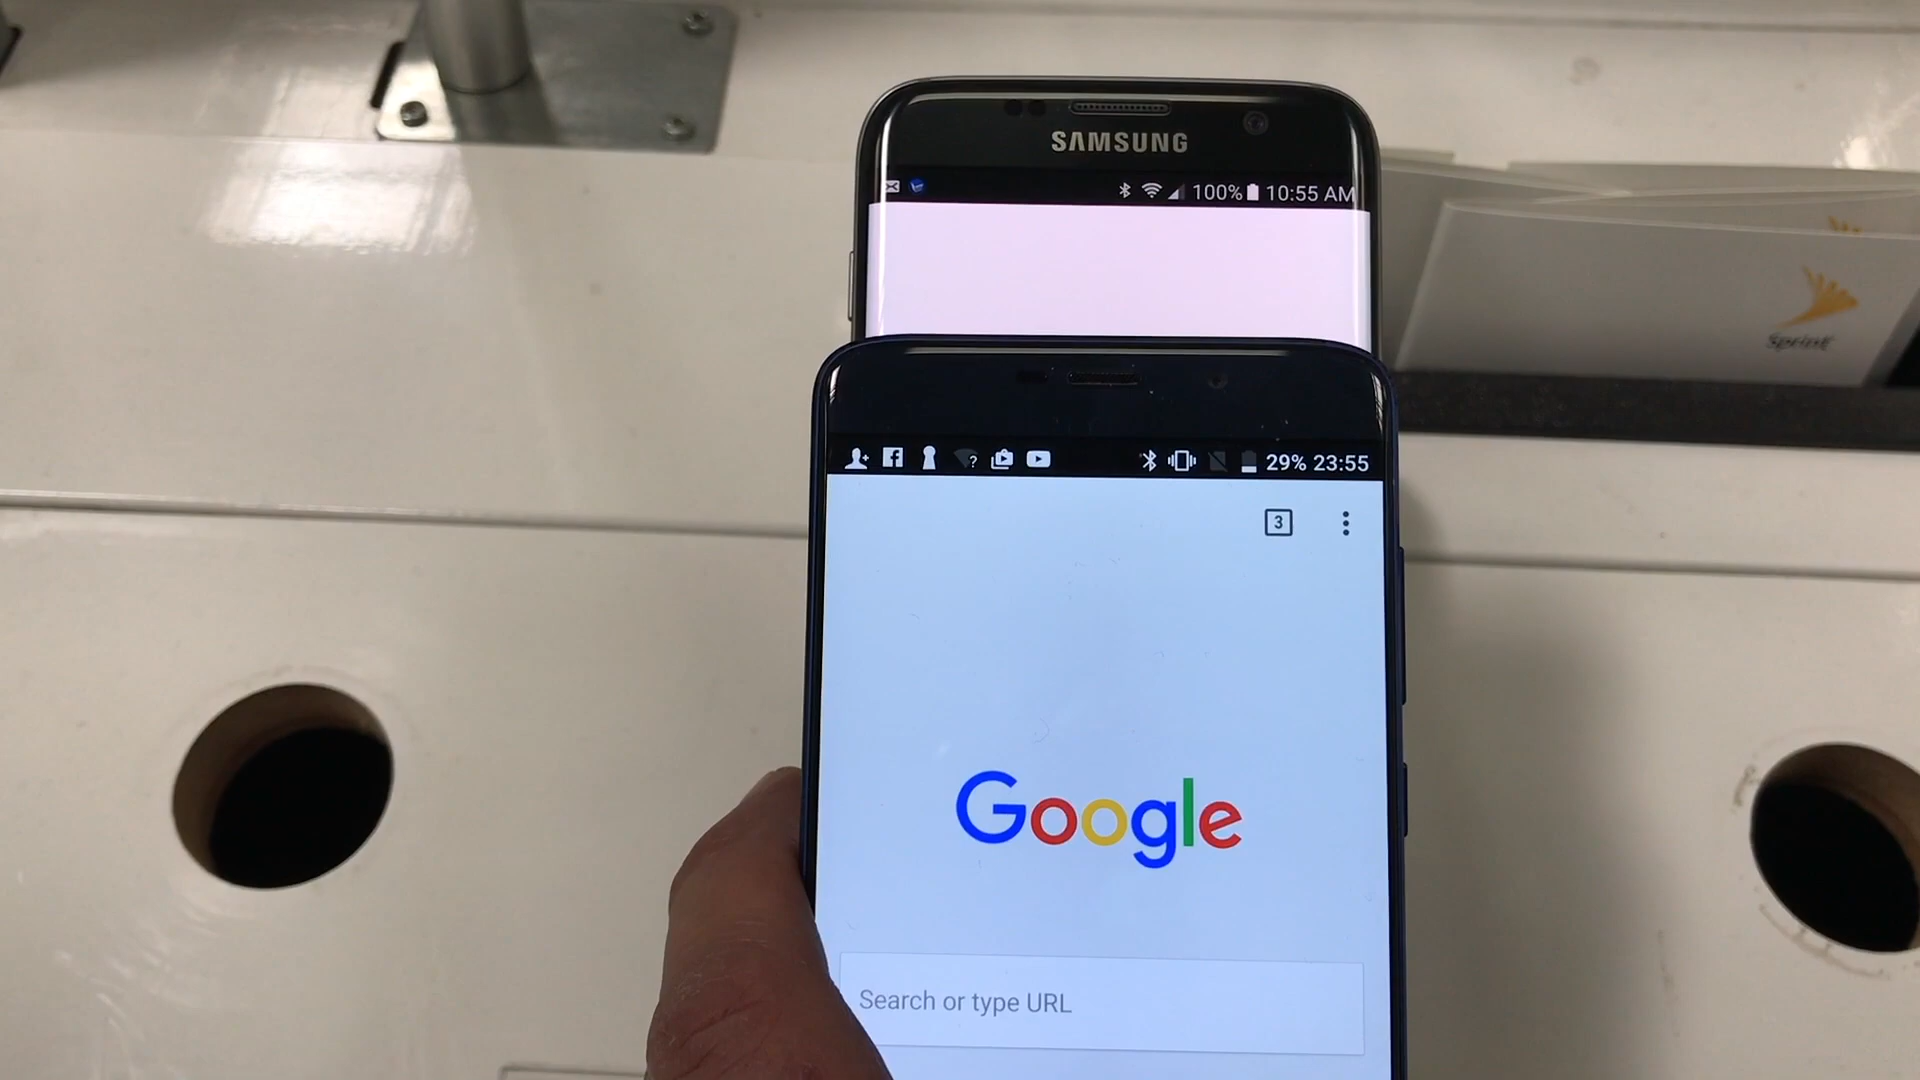 SAMSUNG
100% 10:55 AM
Sprint
29% 23:55
3
Google
Search or type URL